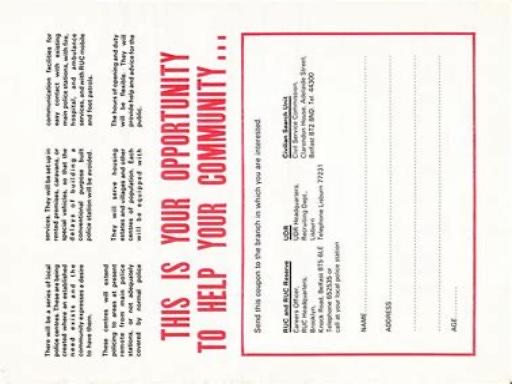 There will be a series of local
police centres. These are being
created where an established
need exists and the
community expresses a desire
to have them.
These centres will extend
policing to areas at present
remote from main police
stations, or not adequately
covered by normal police
services. They will be set up in
rented premises, caravans, or
special vehicles, so that the
delays of building a
conventional purpose built
police station will be avoided.
They will serve housing
estates and villages and other
centres of population. Each
will be equipped with
communication facilities for
easy contact with existing
main police stations, with fire,
hospital, and ambulance
services, and with RUC mobile
and foot patrols.
The hours of opening and duty
will be flexible. They will
provide help and advice for the
public.
THIS IS YOUR OPPORTUNITY
TO HELP YOUR COMMUNITY...
Send this coupon to the branch in which you are interested.
RUC and RUC Reserve
Careers Officer,
RUC Headquarters,
Brooklyn,
Knock Road, Belfast BT5 6LE
Telephone 652535 or
call at your local police station
UDR
UDR Headquarters,
Recruiting Dept.,
Lisburn
Telephone Lisburn 77231
Civilian Search Unit
Civil Service Commission,
Clarendon House, Adelaide Street,
Belfast BT2 8ND. Tel 44300
NAME
ADDRESS
AGE